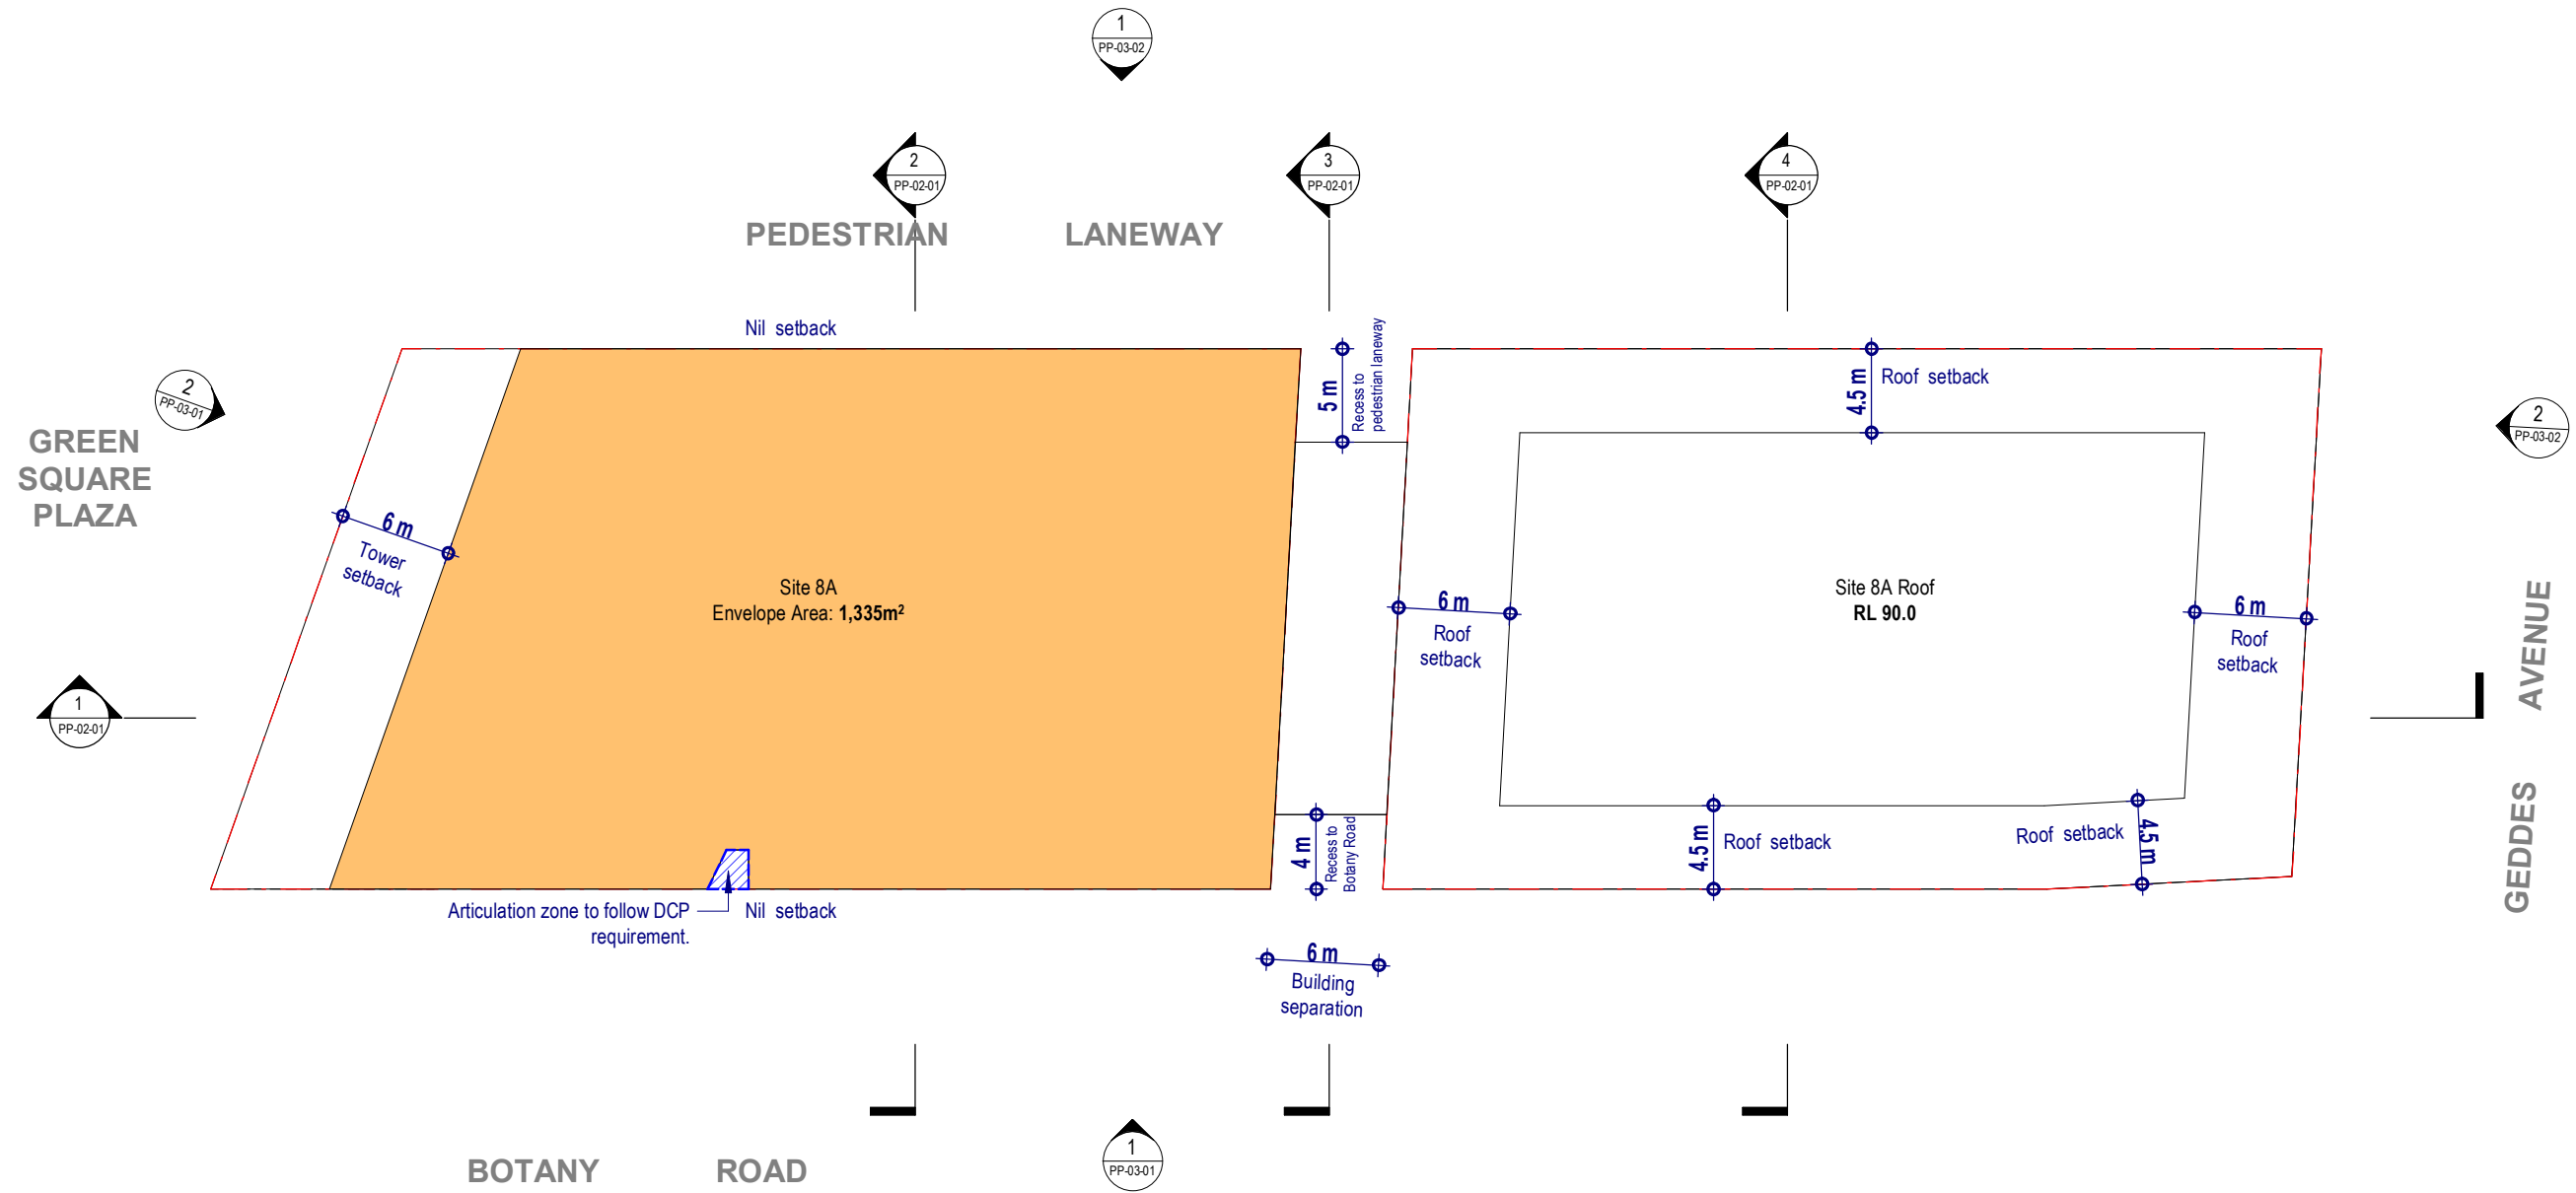 1
PP-03-02
2
PP-02-01
3
PP-02-01
4
PP-02-01
PEDESTRIAN LANEWAY
Nil setback
2
PP-03-01
GREEN
SQUARE
PLAZA
6 m
Tower
setback
Site 8A
Envelope Area: 1,335m²
5 m
Recess to
pedestrian laneway
4.5 m
Roof setback
2
PP-03-02
6 m
Roof
setback
Site 8A Roof
RL 90.0
6 m
Roof
setback
GEDDES AVENUE
1
PP-02-01
4 m
Recess to
Botany Road
4.5 m
Roof setback
Roof setback
4.5 m
Articulation zone to follow DCP
requirement.
Nil setback
6 m
Building
separation
BOTANY ROAD
1
PP-03-01